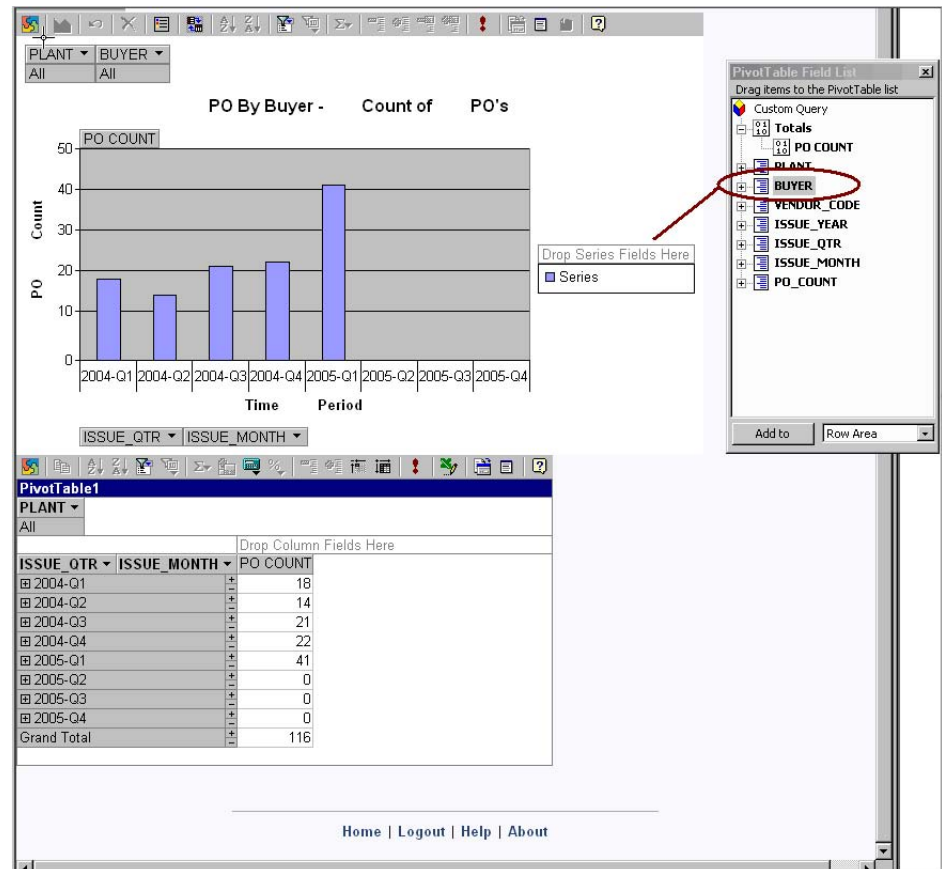 PLANT BUYER
All All
PO By Buyer - Count of PO's
PO COUNT
50
40
30
20
10
0
PO Count
2004-Q1 2004-Q2 2004-Q3 2004-Q4 2005-Q1 2005-Q2 2005-Q3 2005-Q4
Time Period
ISSUE_QTR ISSUE_MONTH
Drop Series Fields Here
Series
PivotTable Field List
Drag items to the PivotTable list
Custom Query
Totals
PO COUNT
PLANT
BUYER
VENDOR_CODE
ISSUE_YEAR
ISSUE_QTR
ISSUE_MONTH
PO_COUNT
Add to Row Area
PivotTable1
PLANT
All
Drop Column Fields Here
ISSUE_QTR ISSUE_MONTH PO COUNT
2004-Q1 18
2004-Q2 14
2004-Q3 21
2004-Q4 22
2005-Q1 41
2005-Q2 0
2005-Q3 0
2005-Q4 0
Grand Total 116
Home | Logout | Help | About